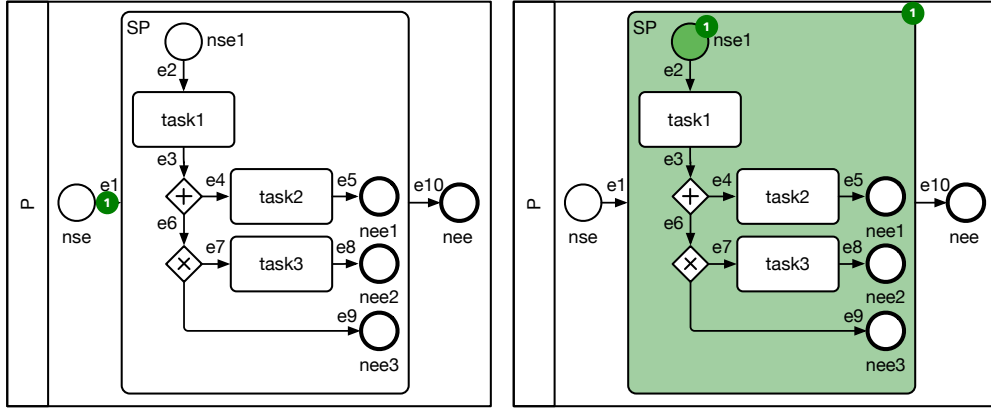 SP
nse1
e2
task1
e3
e4
task2
e5
nee1
e1
1
nse
P
e6
e7
task3
e8
nee2
e9
nee3
e10
nee
SP
1
nse1
1
e2
task1
e3
e4
task2
e5
nee1
e1
nse
P
e6
e7
task3
e8
nee2
e9
nee3
e10
nee